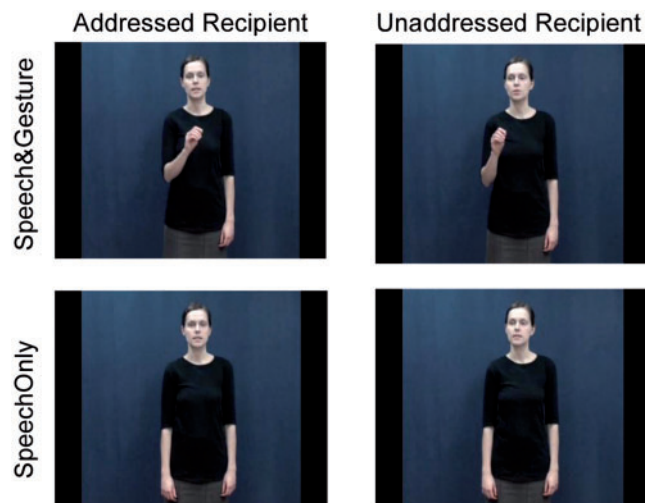 Addressed Recipient
Unaddressed Recipient
Speech&Gesture
SpeechOnly